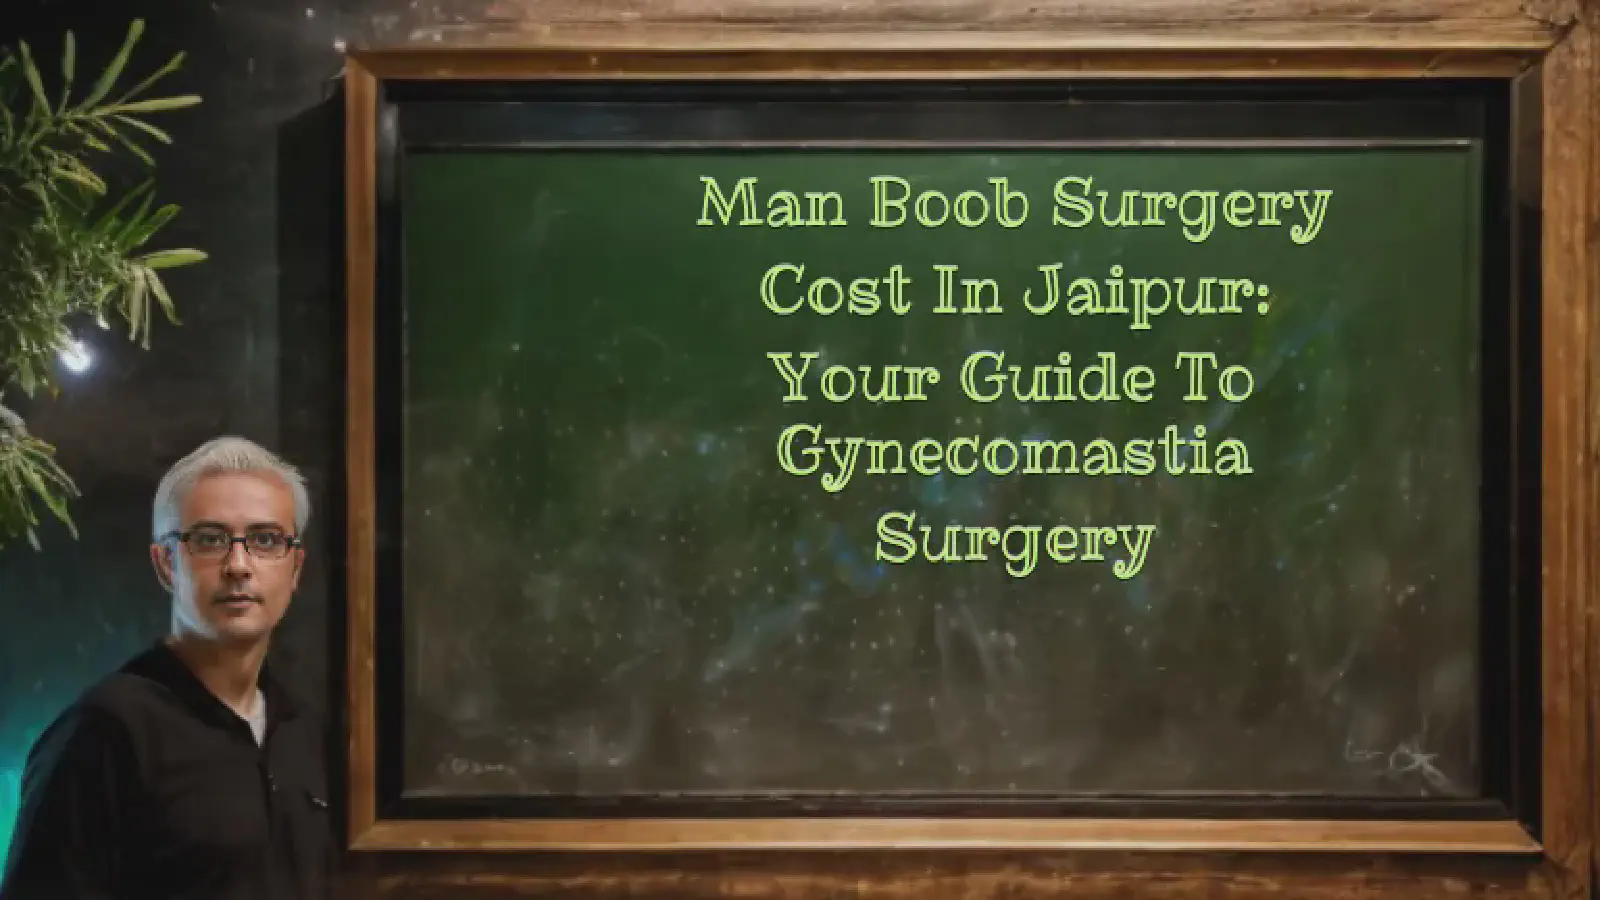 Man Boob Surgery
Cost In Jaipur:
Your Guide To
Gynecomastia
Surgery